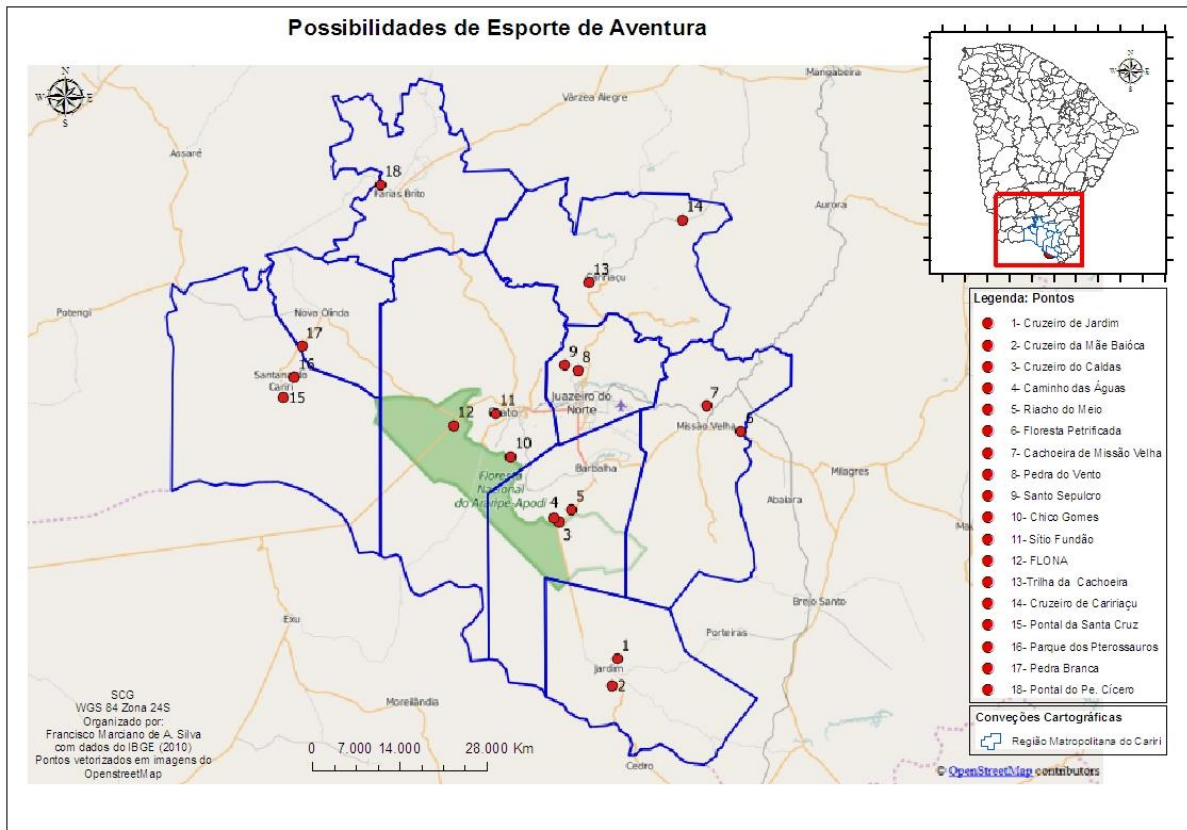 Possibilidades de Esporte de Aventura
N
W E
S
N
W E
S
Mangabeira
Várzea Alegre
Assaré
18
Farias Brito
14
Aurora
13
Caririaçu
Potengi
Nova Olinda
17
16
Santana do
Cariri
15
9
8
Juazeiro do
Norte
7
Missão Velha
6
11
Crato
12
10
Milagres
Barbalha
Floresta
Nacional
do Araripe-Apodi
Abaiara
4
5
3
Brejo Santo
Exu
Porteiras
1
Jardim
2
Moreilândia
Cedro
SCG
WGS 84 Zona 24S
Organizado por:
Francisco Marciano de A. Silva
com dados do IBGE (2010)
Pontos vetorizados em imagens do
OpenstreetMap
0 7.000 14.000 28.000 Km
Legenda: Pontos
1- Cruzeiro de Jardim
2- Cruzeiro da Mãe Baióca
3- Cruzeiro do Caldas
4- Caminho das Águas
5- Riacho do Meio
6- Floresta Petrificada
7- Cachoeira de Missão Velha
8- Pedra do Vento
9- Santo Sepulcro
10- Chico Gomes
11- Sítio Fundão
12- FLONA
13-Trilha da Cachoeira
14- Cruzeiro de Caririaçu
15- Pontal da Santa Cruz
16- Parque dos Pterossauros
17- Pedra Branca
18- Pontal do Pe. Cícero
Conveções Cartográficas
Região Matropolitana do Cariri
© OpenStreetMap contributors